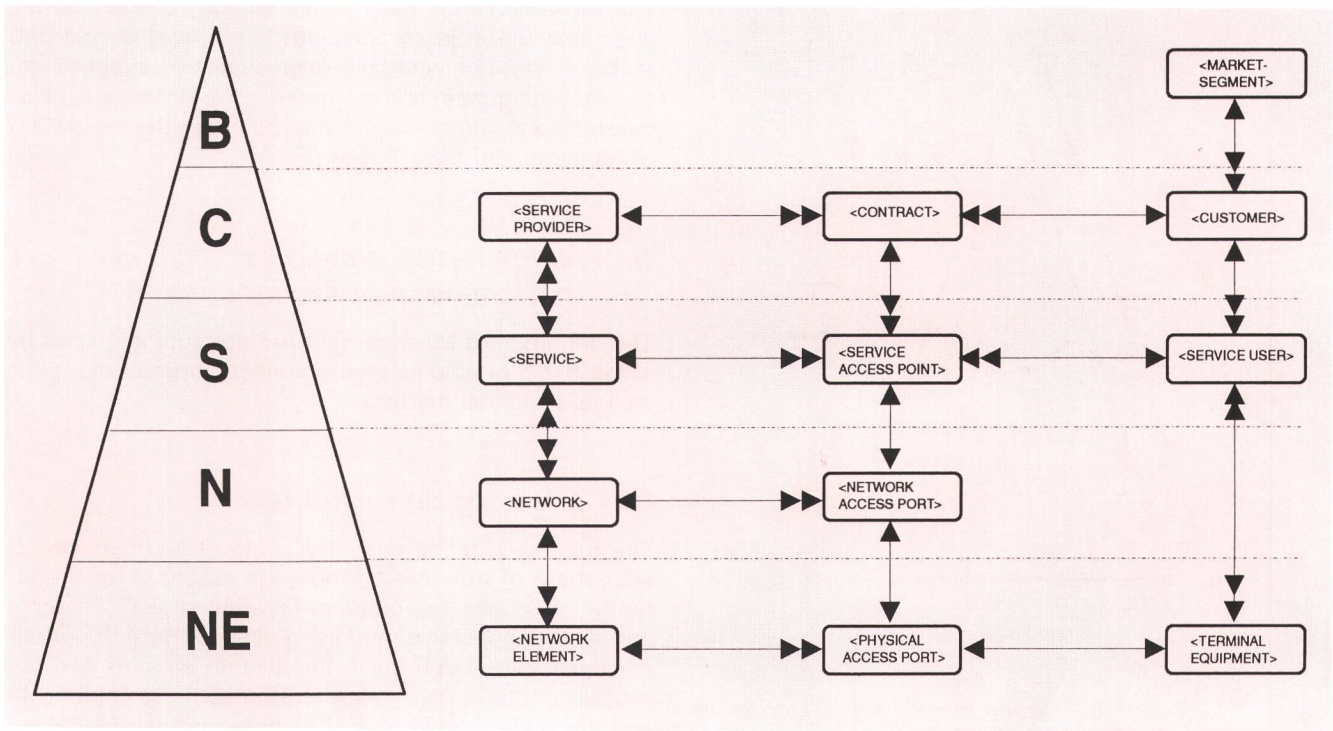 B
C
S
N
NE
<MARKET-
SEGMENT>
<SERVICE
PROVIDER>
<CONTRACT>
<CUSTOMER>
<SERVICE>
<SERVICE
ACCESS POINT>
<SERVICE USER>
<NETWORK>
<NETWORK
ACCESS PORT>
<NETWORK
ELEMENT>
<PHYSICAL
ACCESS PORT>
<TERMINAL
EQUIPMENT>